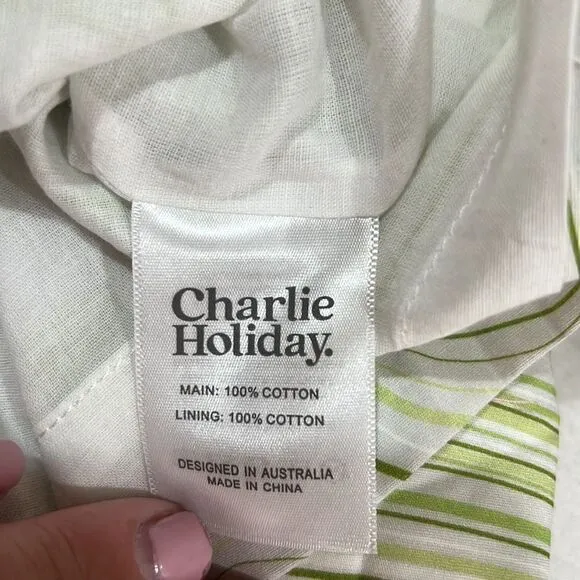 Charlie
Holiday.
MAIN: 100% COTTON
LINING: 100% COTTON
DESIGNED IN AUSTRALIA
MADE IN CHINA